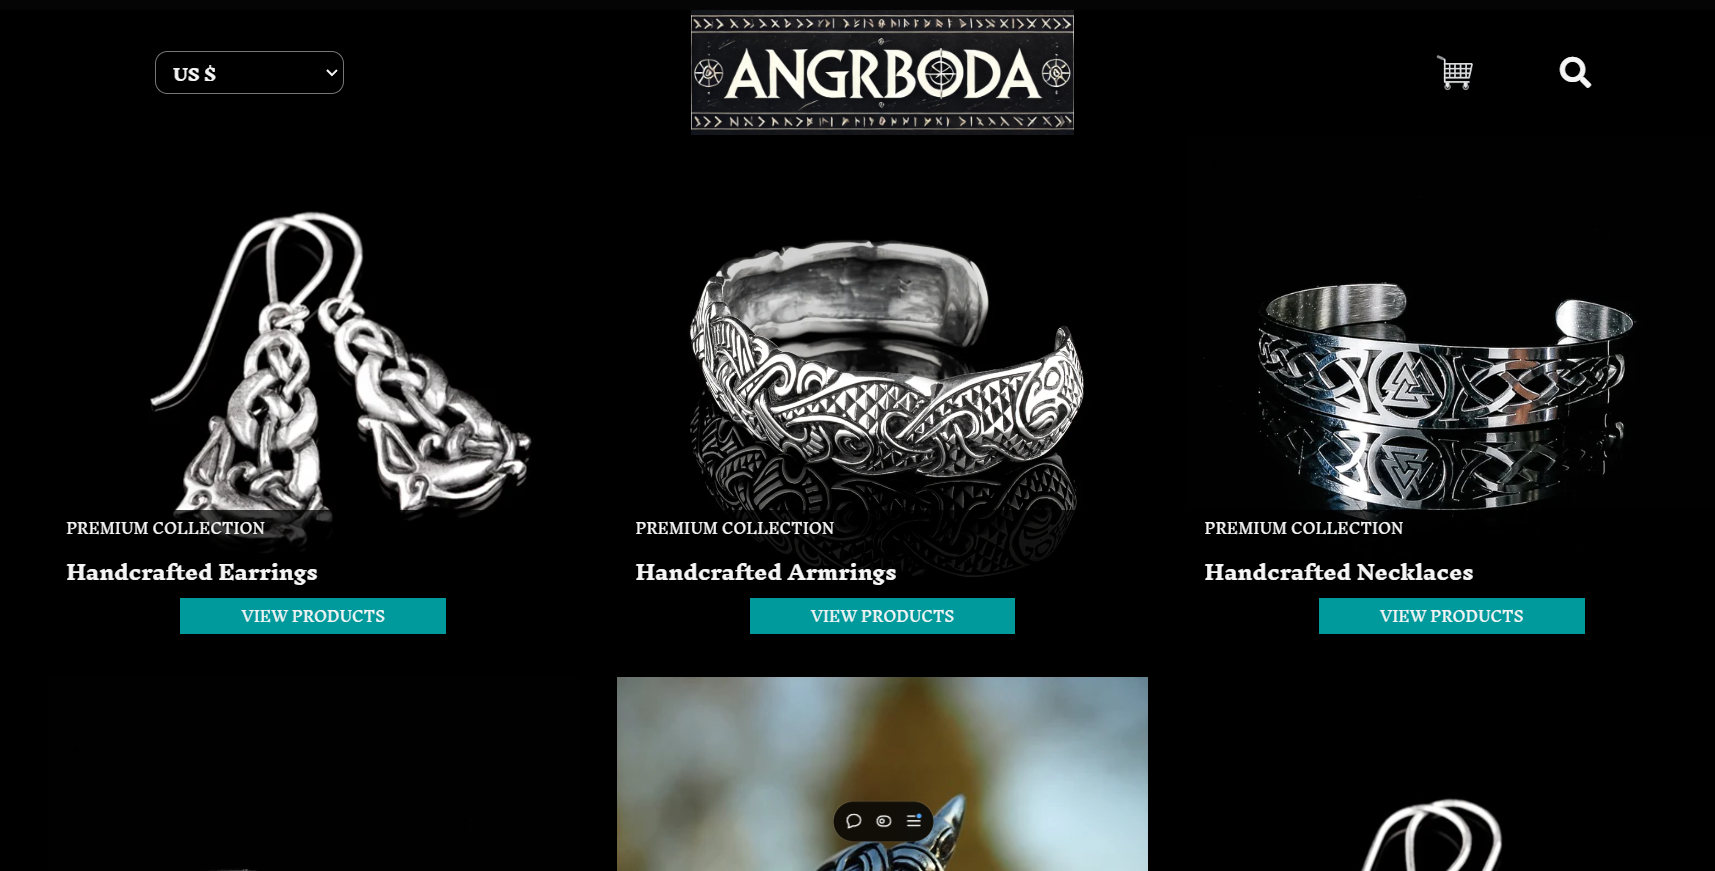 US $
ANGRBODA
PREMIUM COLLECTION
Handcrafted Earrings
VIEW PRODUCTS
PREMIUM COLLECTION
Handcrafted Armrings
VIEW PRODUCTS
PREMIUM COLLECTION
Handcrafted Necklaces
VIEW PRODUCTS